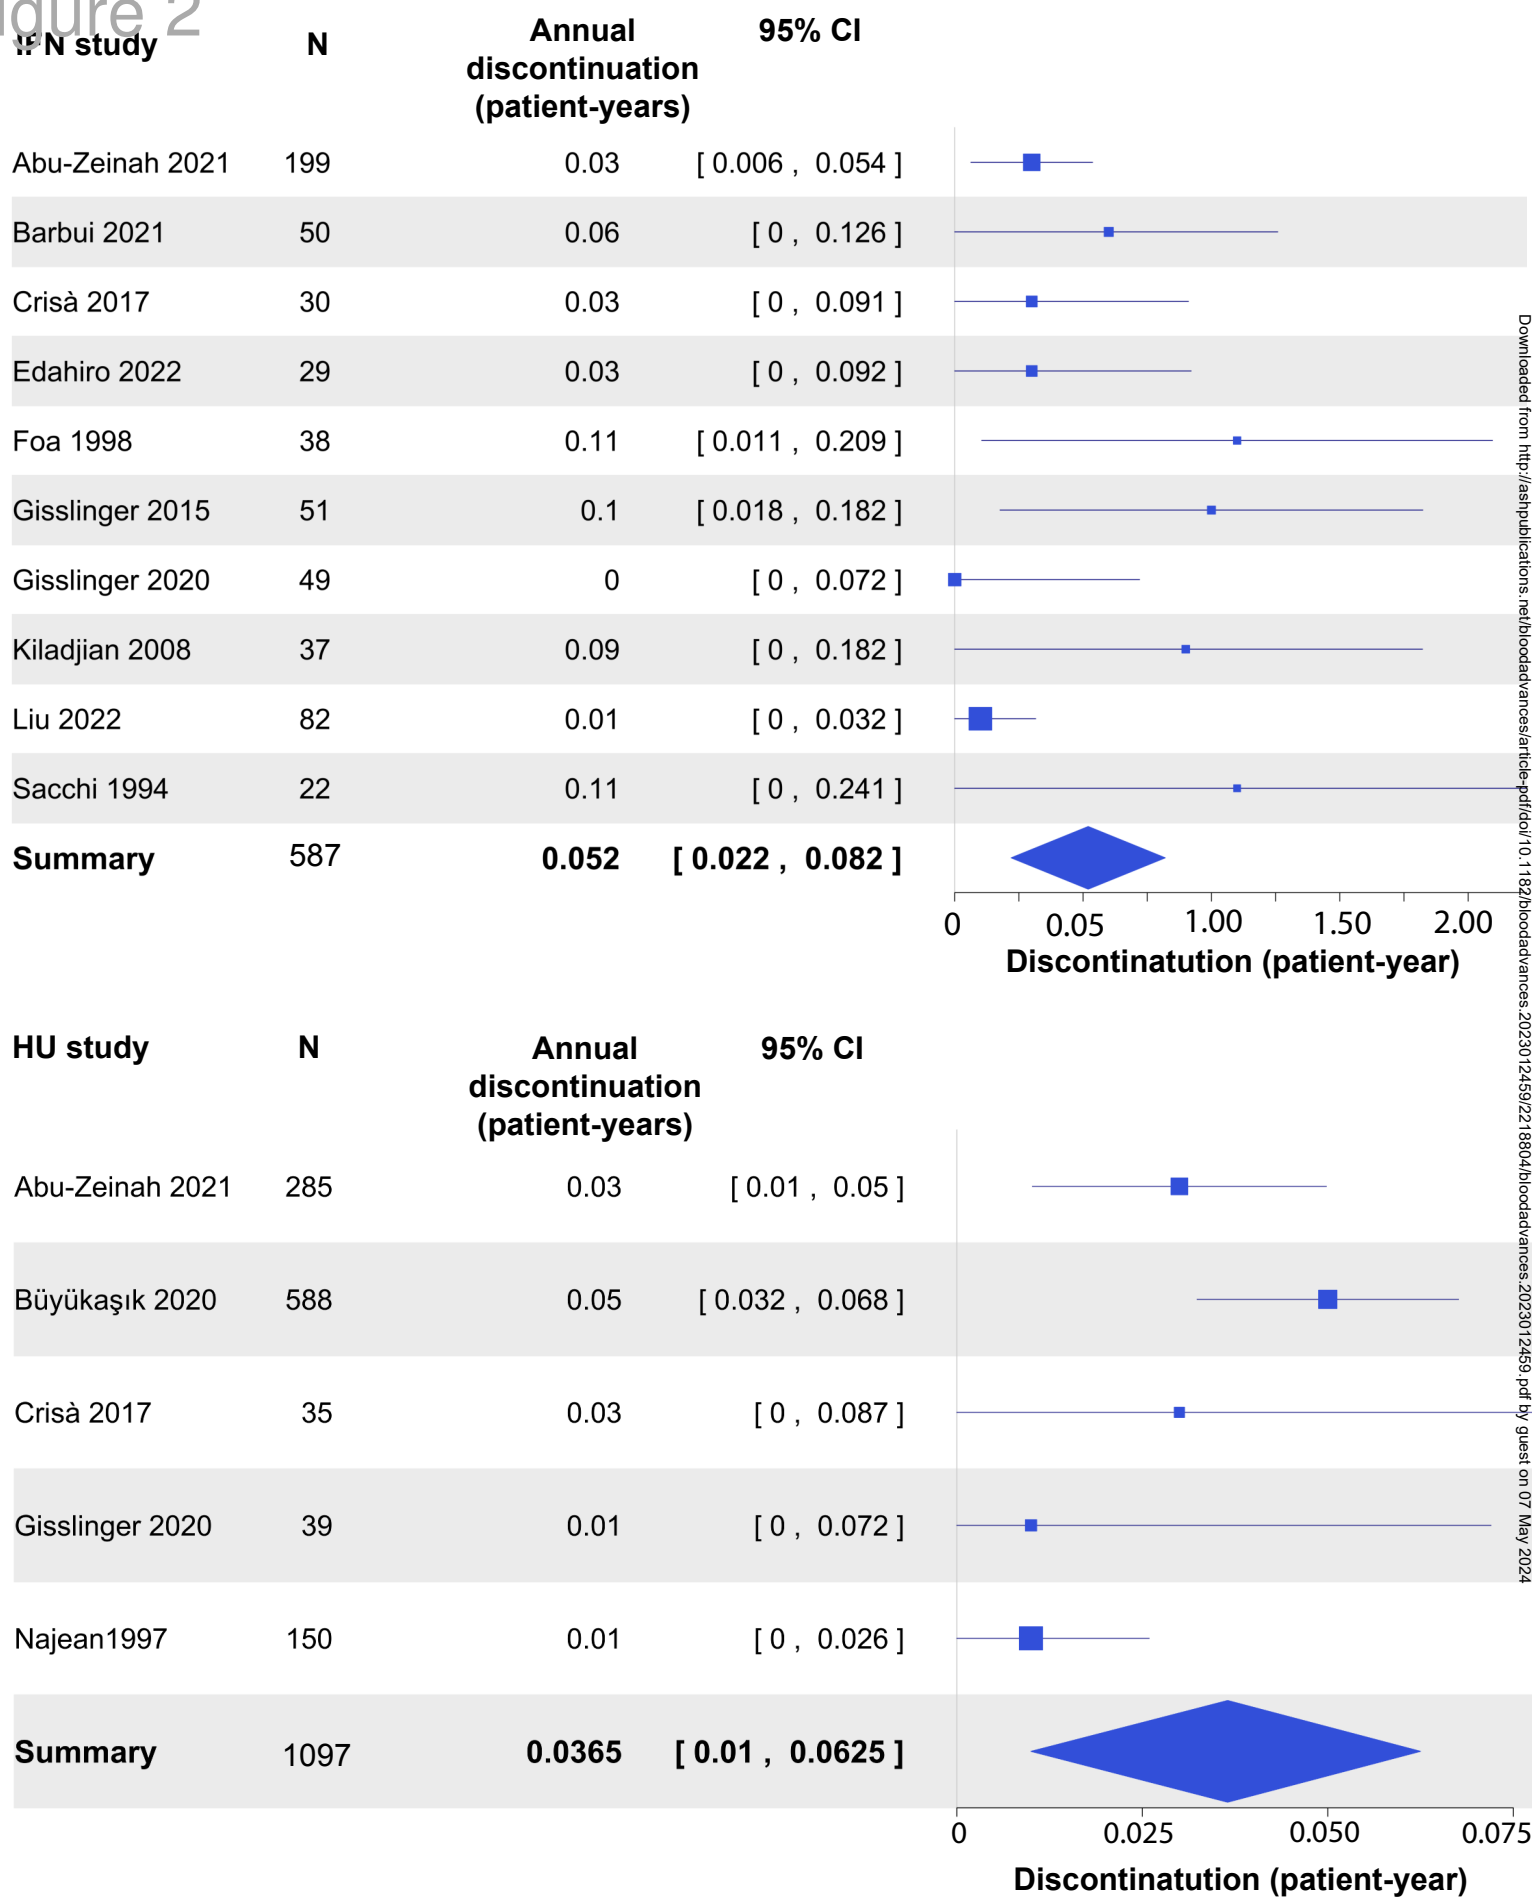 igure 2
IFN study N Annual discontinuation (patient-years) 95% CI
Abu-Zeinah 2021 199 0.03 [ 0.006 , 0.054 ]
Barbui 2021 50 0.06 [ 0 , 0.126 ]
Crisà 2017 30 0.03 [ 0 , 0.091 ]
Edahiro 2022 29 0.03 [ 0 , 0.092 ]
Foa 1998 38 0.11 [ 0.011 , 0.209 ]
Gisslinger 2015 51 0.1 [ 0.018 , 0.182 ]
Gisslinger 2020 49 0 [ 0 , 0.072 ]
Kiladjian 2008 37 0.09 [ 0 , 0.182 ]
Liu 2022 82 0.01 [ 0 , 0.032 ]
Sacchi 1994 22 0.11 [ 0 , 0.241 ]
Summary 587 0.052 [ 0.022 , 0.082 ]
0 0.05 1.00 1.50 2.00
Discontinatution (patient-year)
HU study N Annual discontinuation (patient-years) 95% CI
Abu-Zeinah 2021 285 0.03 [ 0.01 , 0.05 ]
Büyükaşık 2020 588 0.05 [ 0.032 , 0.068 ]
Crisà 2017 35 0.03 [ 0 , 0.087 ]
Gisslinger 2020 39 0.01 [ 0 , 0.072 ]
Najean1997 150 0.01 [ 0 , 0.026 ]
Summary 1097 0.0365 [ 0.01 , 0.0625 ]
0 0.025 0.050 0.075
Discontinatution (patient-year)
Downloaded from http://ashpublications.net/bloodadvances/article-pdf/doi/10.1182/bloodadvances.2023012459/2218804/bloodadvances.2023012459.pdf by guest on 07 May 2024